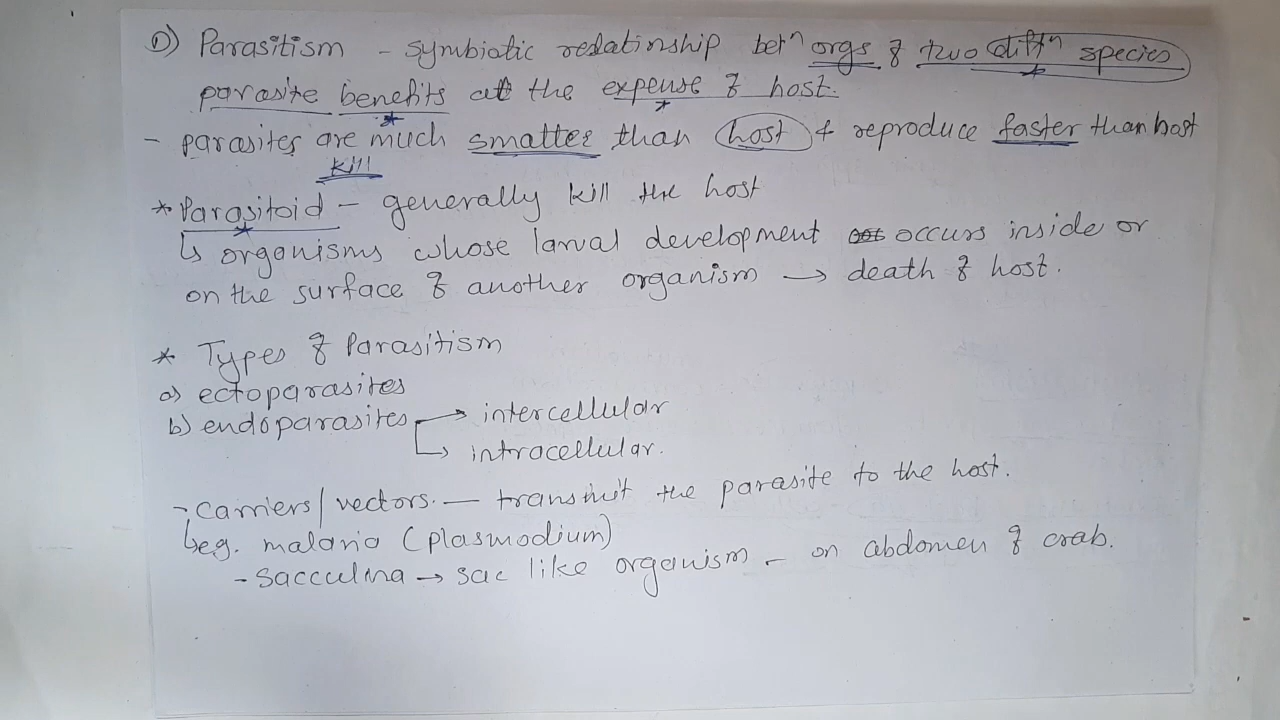 ① Parasitism - symbiotic relatinship betⁿ orgs of two diffⁿ species
parasite benefits at the expense of host.
- parasites are much smatter than host & reproduce faster than host
kill
* Parasitoid - generally kill the host
↳ organisms whose larval development occurs inside or
on the surface of another organism → death of host.
* Types of Parasitism
a) ectoparasites
b) endoparasites → intercellular
↳ intracellular.
- carriers/vectors. — transmit the parasite to the host.
↳ eg. malaria (plasmodium)
- sacculina → sac like organism - on abdomen of crab.